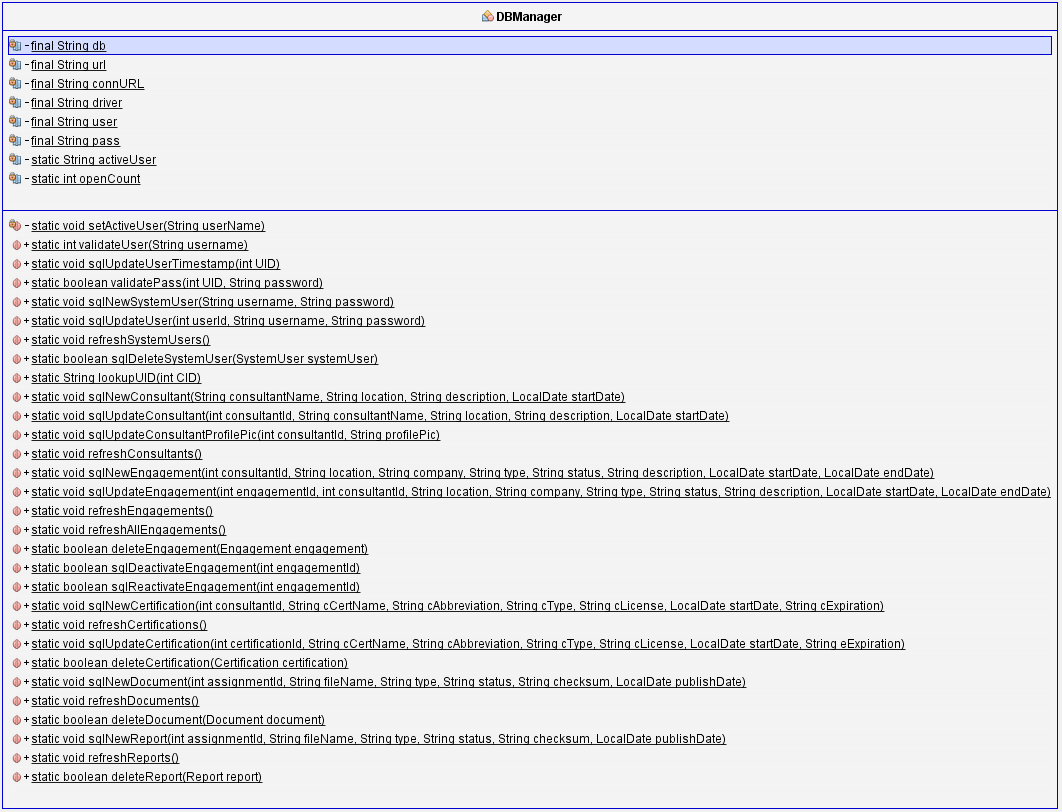 DBManager
- final String db
- final String url
- final String connURL
- final String driver
- final String user
- final String pass
- static String activeUser
- static int openCount
- static void setActiveUser(String userName)
+ static int validateUser(String username)
+ static void sqlUpdateUserTimestamp(int UID)
+ static boolean validatePass(int UID, String password)
+ static void sqlNewSystemUser(String username, String password)
+ static void sqlUpdateUser(int userId, String username, String password)
+ static void refreshSystemUsers()
+ static boolean sqlDeleteSystemUser(SystemUser systemUser)
+ static String lookupUID(int CID)
+ static void sqlNewConsultant(String consultantName, String location, String description, LocalDate startDate)
+ static void sqlUpdateConsultant(int consultantId, String consultantName, String location, String description, LocalDate startDate)
+ static void sqlUpdateConsultantProfilePic(int consultantId, String profilePic)
+ static void refreshConsultants()
+ static void sqlNewEngagement(int consultantId, String location, String company, String type, String status, String description, LocalDate startDate, LocalDate endDate)
+ static void sqlUpdateEngagement(int engagementId, int consultantId, String location, String company, String type, String status, String description, LocalDate startDate, LocalDate endDate)
+ static void refreshEngagements()
+ static void refreshAllEngagements()
+ static boolean deleteEngagement(Engagement engagement)
+ static boolean sqlDeactivateEngagement(int engagementId)
+ static boolean sqlReactivateEngagement(int engagementId)
+ static void sqlNewCertification(int consultantId, String cCertName, String cAbbreviation, String cType, String cLicense, LocalDate startDate, String cExpiration)
+ static void refreshCertifications()
+ static void sqlUpdateCertification(int certificationId, String cCertName, String cAbbreviation, String cType, String cLicense, LocalDate startDate, String eExpiration)
+ static boolean deleteCertification(Certification certification)
+ static void sqlNewDocument(int assignmentId, String fileName, String type, String status, String checksum, LocalDate publishDate)
+ static void refreshDocuments()
+ static boolean deleteDocument(Document document)
+ static void sqlNewReport(int assignmentId, String fileName, String type, String status, String checksum, LocalDate publishDate)
+ static void refreshReports()
+ static boolean deleteReport(Report report)